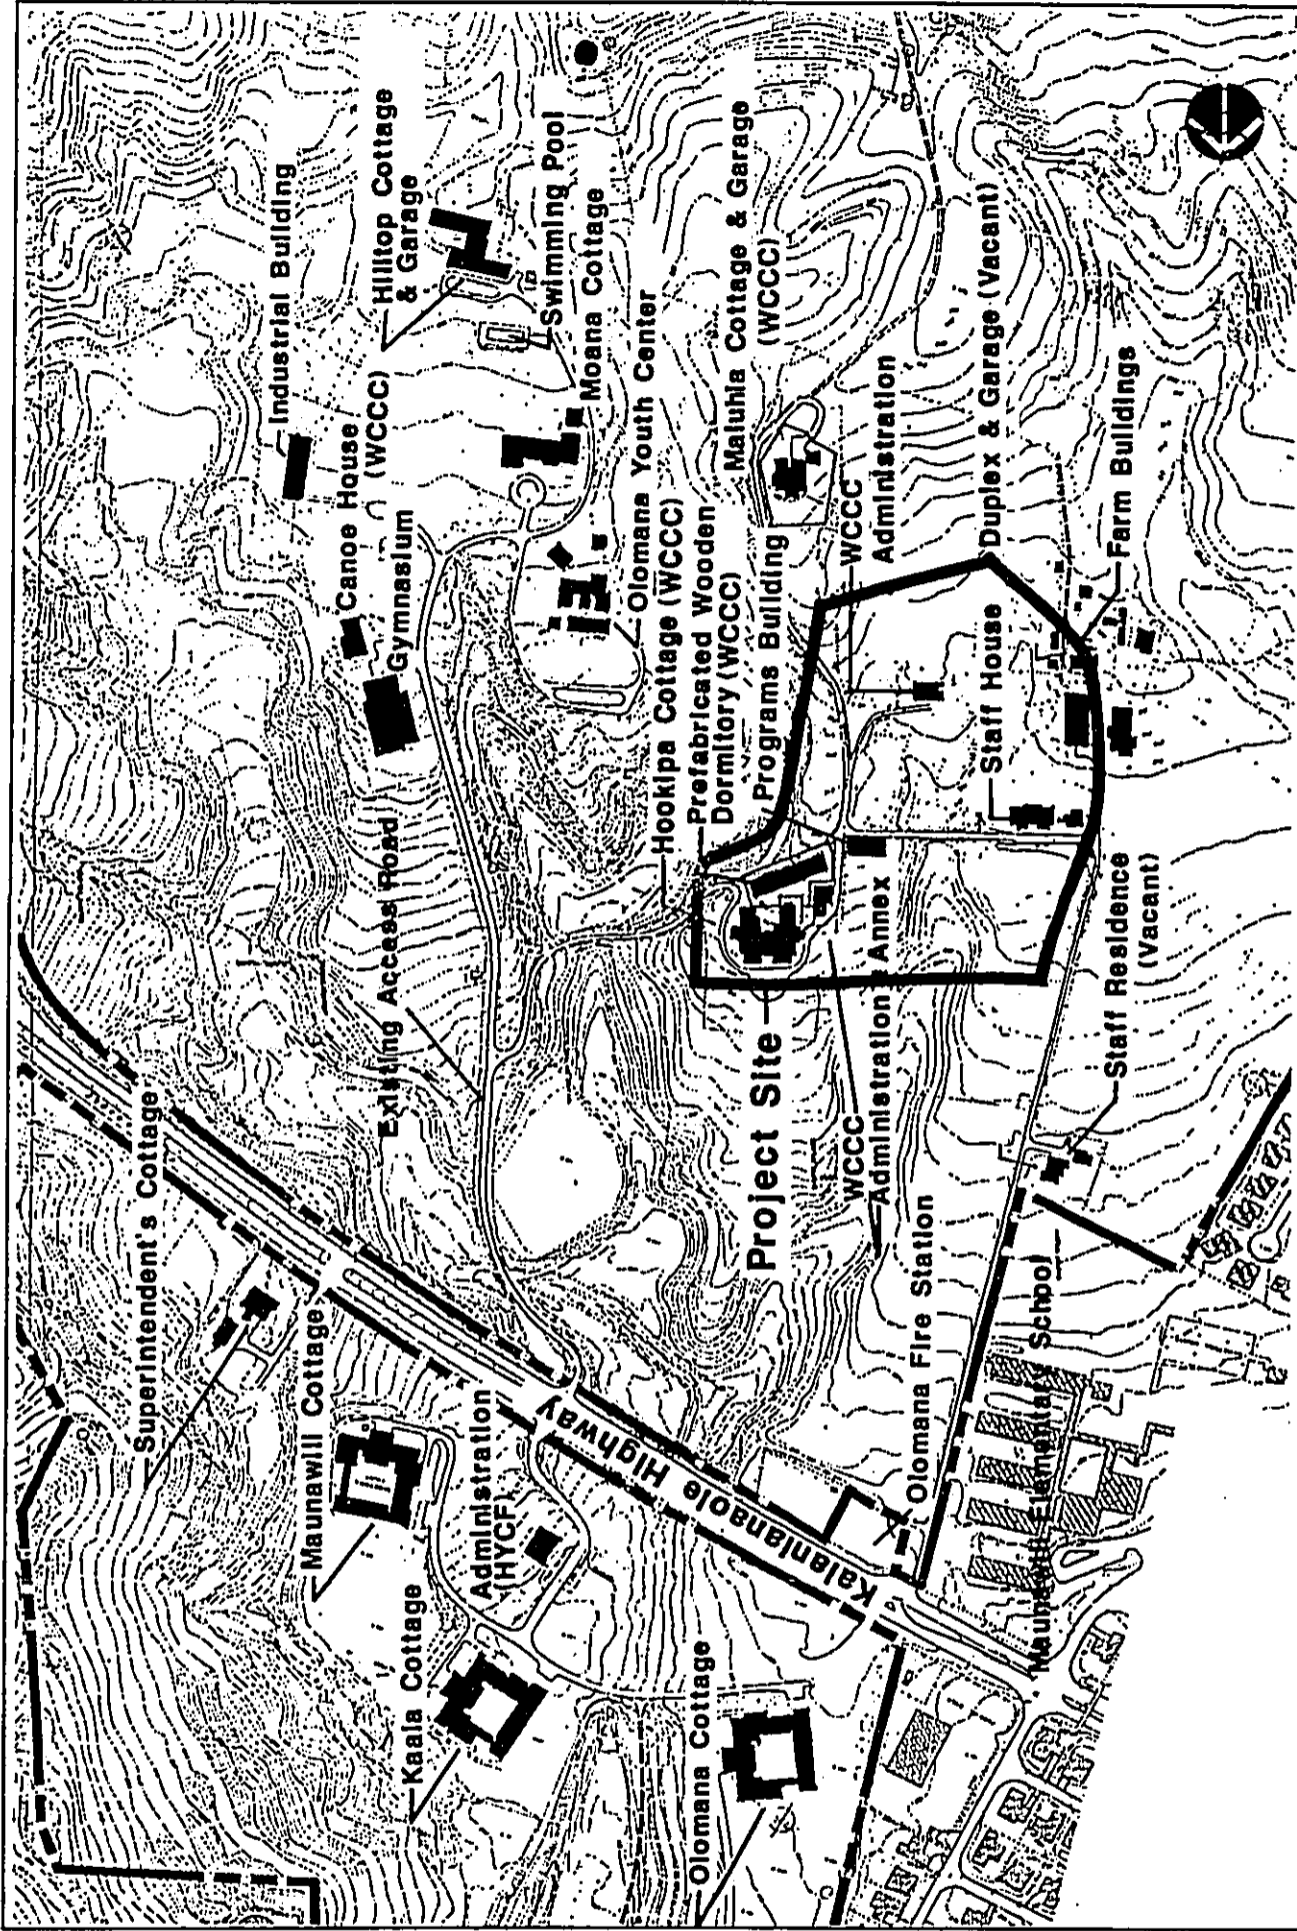 Superintendent's Cottage
Maunawili Cottage
Kaala Cottage
Administration
(HYCF)
Olomana Cottage
Kalanianaole Highway
Existing Access Road
Industrial Building
Canoe House
(WCCC)
Gymnasium
Hilltop Cottage
& Garage
Swimming Pool
Moana Cottage
Olomana Youth Center
Hookipa Cottage (WCCC)
Prefabricated Wooden
Dormitory (WCCC)
Programs Building
Maluhia Cottage & Garage
(WCCC)
WCCC
Administration
Project Site
WCCC
Administration Annex
Duplex & Garage (Vacant)
Farm Buildings
Staff House
Staff Residence
(Vacant)
Olomana Fire Station
Maunawili Elementary School